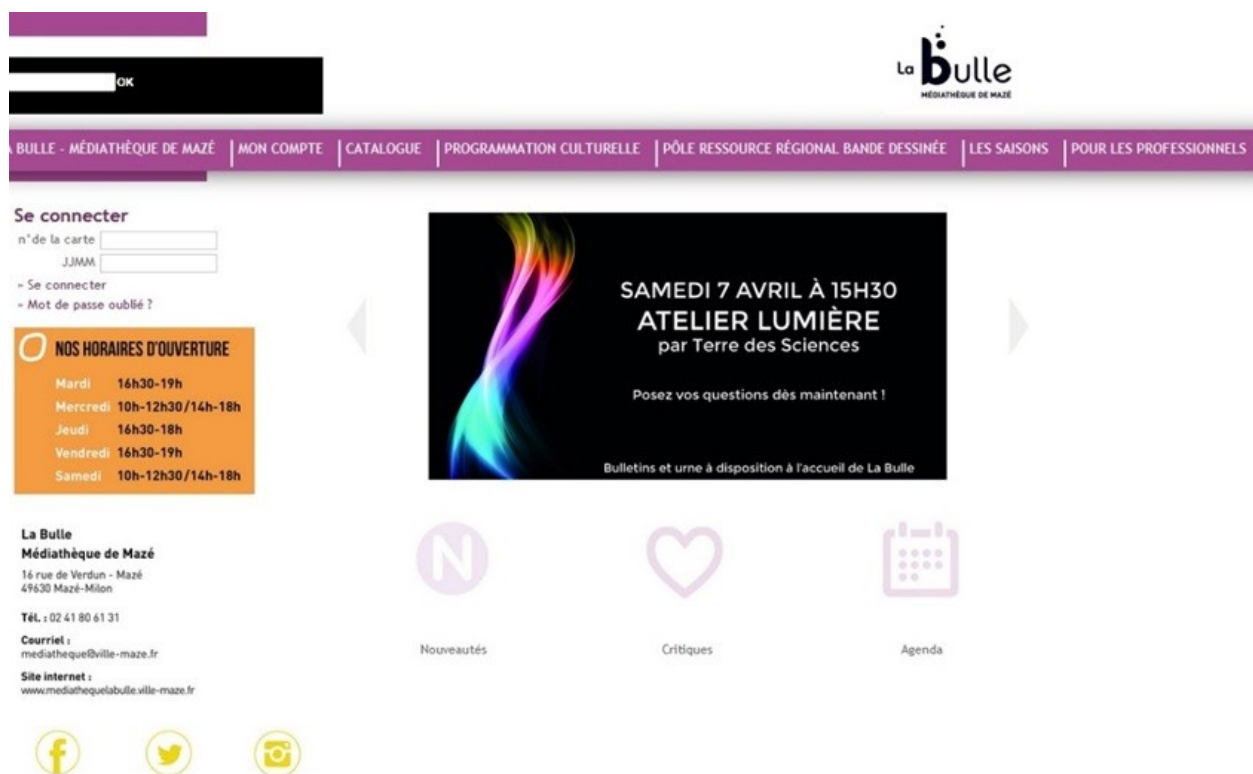 OK
La bulle
MÉDIATHÈQUE DE MAZÉ
BULLE - MÉDIATHÈQUE DE MAZÉ
MON COMPTE
CATALOGUE
PROGRAMMATION CULTURELLE
PÔLE RESSOURCE RÉGIONAL BANDE DESSINÉE
LES SAISONS
POUR LES PROFESSIONNELS
Se connecter
n°de la carte
JJMM
» Se connecter
» Mot de passe oublié ?
NOS HORAIRES D'OUVERTURE
Mardi 16h30-19h
Mercredi 10h-12h30/14h-18h
Jeudi 16h30-18h
Vendredi 16h30-19h
Samedi 10h-12h30/14h-18h
La Bulle
Médiathèque de Mazé
16 rue de Verdun - Mazé
49630 Mazé-Milon
Tél. : 02 41 80 61 31
Courriel :
mediatheque@ville-maze.fr
Site internet :
www.mediathequelabulle.ville-maze.fr
SAMEDI 7 AVRIL À 15H30
ATELIER LUMIÈRE
par Terre des Sciences
Posez vos questions dès maintenant !
Bulletins et urne à disposition à l'accueil de La Bulle
N
Nouveautés
Critiques
Agenda